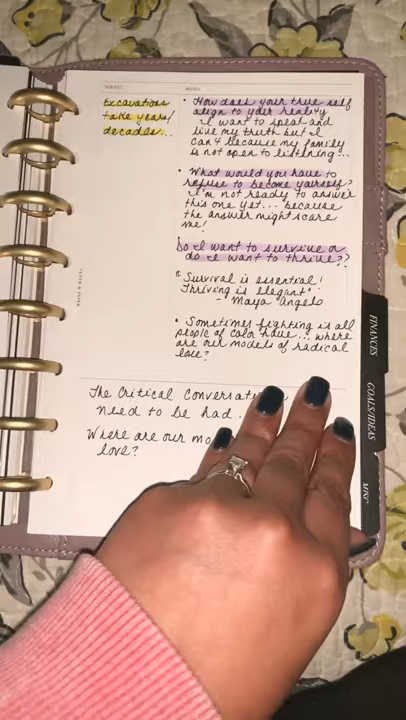 SUBJECT:
NOTES:
Excavations
take years/
decades...
• How does your true self
align to your reality
I want to speak and
live my truth but I
can't because my family
is not open to listening...
• What would you have to
refuse to become yourself?
I'm not ready to answer
this one yet... because
the answer might scare
me!
Do I want to survive or
do I want to thrive??
"Survival is essential!
Thriving is elegant"
- Maya Angelo
• Sometimes fighting is all
people of color have... where
are our models of radical
love?
The Critical Conversat
need to be had.
Where are our mo
love?
FINANCES
GOALS/IDEAS
MISC